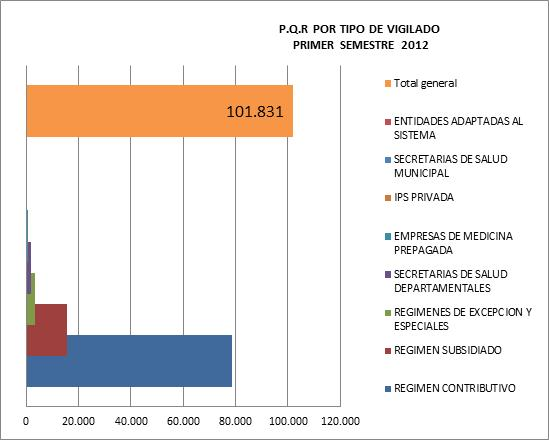 P.Q.R POR TIPO DE VIGILADO
PRIMER SEMESTRE 2012
101.831
Total general
ENTIDADES ADAPTADAS AL
SISTEMA
SECRETARIAS DE SALUD
MUNICIPAL
IPS PRIVADA
EMPRESAS DE MEDICINA
PREPAGADA
SECRETARIAS DE SALUD
DEPARTAMENTALES
REGIMENES DE EXCEPCION Y
ESPECIALES
REGIMEN SUBSIDIADO
REGIMEN CONTRIBUTIVO
0 20.000 40.000 60.000 80.000 100.000 120.000